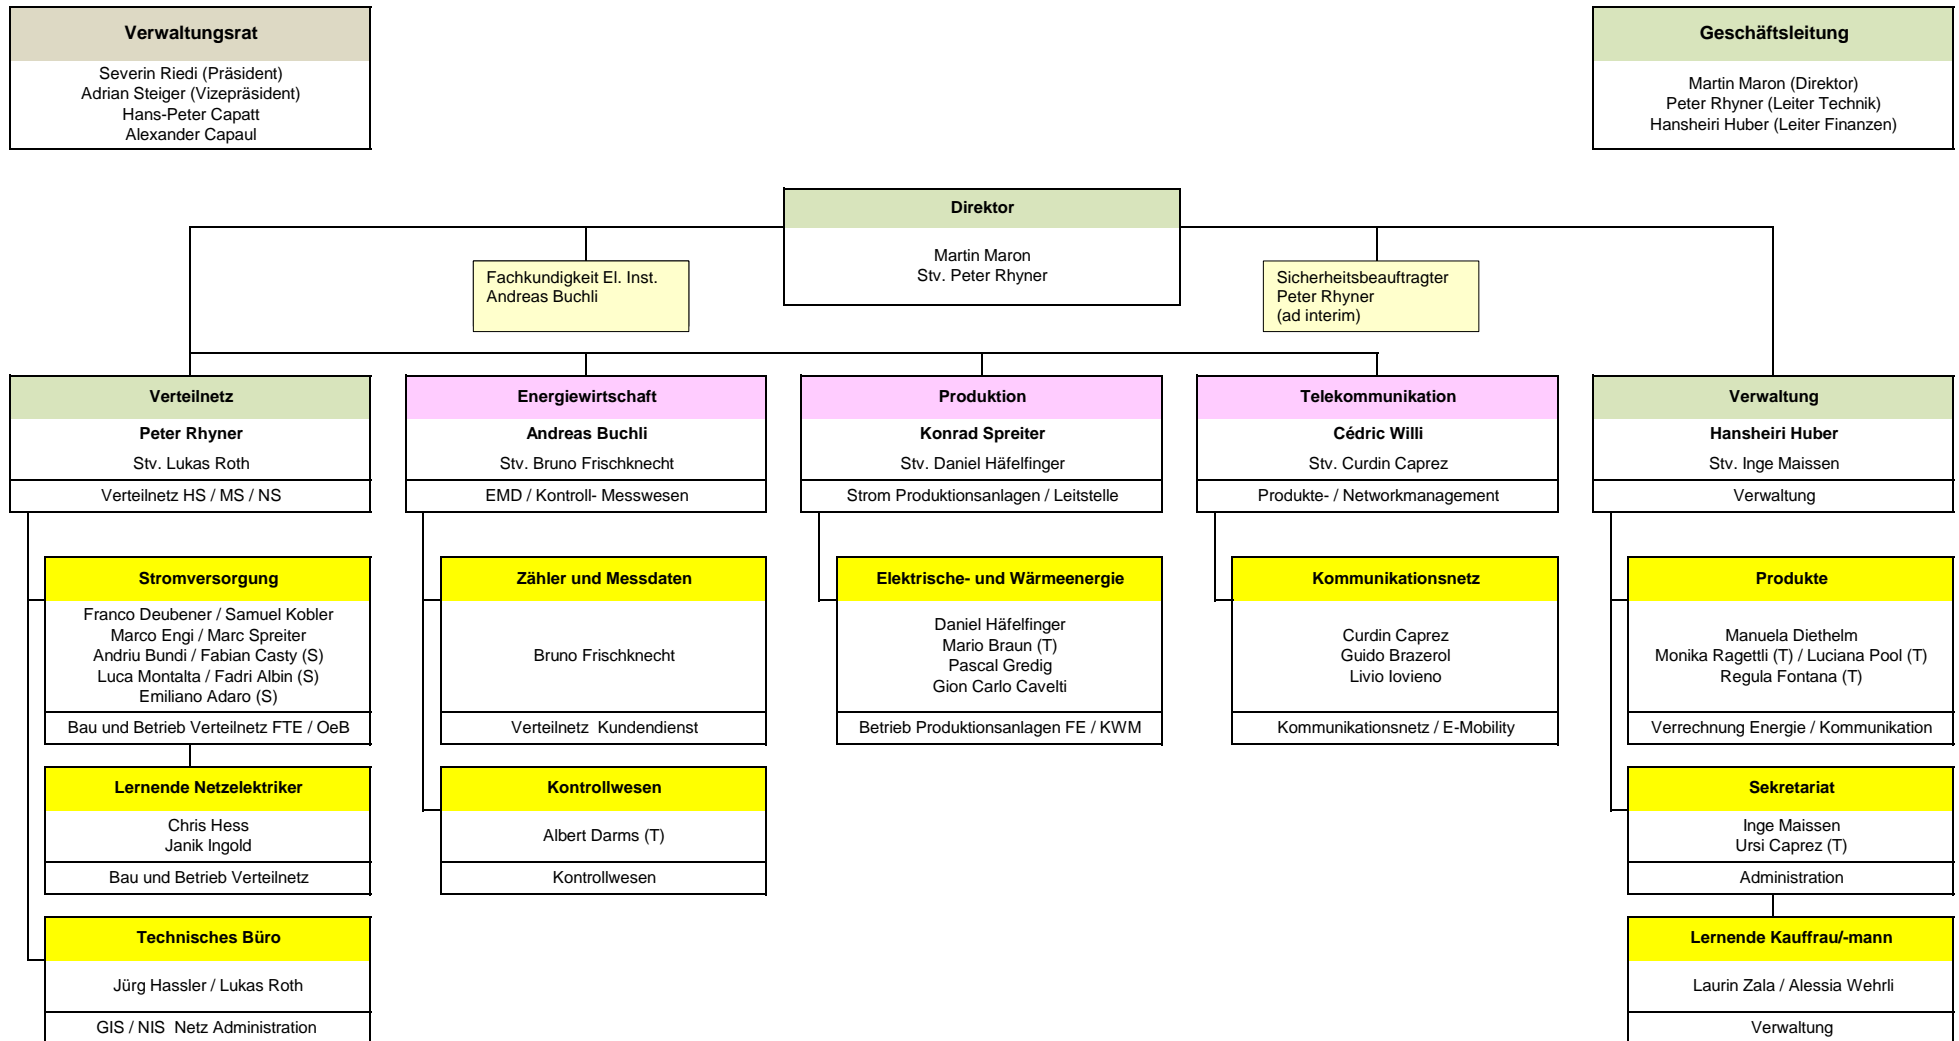 Verwaltungsrat
Severin Riedi (Präsident)
Adrian Steiger (Vizepräsident)
Hans-Peter Capatt
Alexander Capaul
Geschäftsleitung
Martin Maron (Direktor)
Peter Rhyner (Leiter Technik)
Hansheiri Huber (Leiter Finanzen)
Direktor
Martin Maron
Stv. Peter Rhyner
Fachkundigkeit El. Inst.
Andreas Buchli
Sicherheitsbeauftragter
Peter Rhyner
(ad interim)
Verteilnetz
Peter Rhyner
Stv. Lukas Roth
Verteilnetz HS / MS / NS
Stromversorgung
Franco Deubener / Samuel Kobler
Marco Engi / Marc Spreiter
Andriu Bundi / Fabian Casty (S)
Luca Montalta / Fadri Albin (S)
Emiliano Adaro (S)
Bau und Betrieb Verteilnetz FTE / OeB
Lernende Netzelektriker
Chris Hess
Janik Ingold
Bau und Betrieb Verteilnetz
Technisches Büro
Jürg Hassler / Lukas Roth
GIS / NIS  Netz Administration
Energiewirtschaft
Andreas Buchli
Stv. Bruno Frischknecht
EMD / Kontroll- Messwesen
Zähler und Messdaten
Bruno Frischknecht
Verteilnetz  Kundendienst
Kontrollwesen
Albert Darms (T)
Kontrollwesen
Produktion
Konrad Spreiter
Stv. Daniel Häfelfinger
Strom Produktionsanlagen / Leitstelle
Elektrische- und Wärmeenergie
Daniel Häfelfinger
Mario Braun (T)
Pascal Gredig
Gion Carlo Cavelti
Betrieb Produktionsanlagen FE / KWM
Telekommunikation
Cédric Willi
Stv. Curdin Caprez
Produkte- / Networkmanagement
Kommunikationsnetz
Curdin Caprez
Guido Brazerol
Livio Iovieno
Kommunikationsnetz / E-Mobility
Verwaltung
Hansheiri Huber
Stv. Inge Maissen
Verwaltung
Produkte
Manuela Diethelm
Monika Ragettli (T) / Luciana Pool (T)
Regula Fontana (T)
Verrechnung Energie / Kommunikation
Sekretariat
Inge Maissen
Ursi Caprez (T)
Administration
Lernende Kauffrau/-mann
Laurin Zala / Alessia Wehrli
Verwaltung